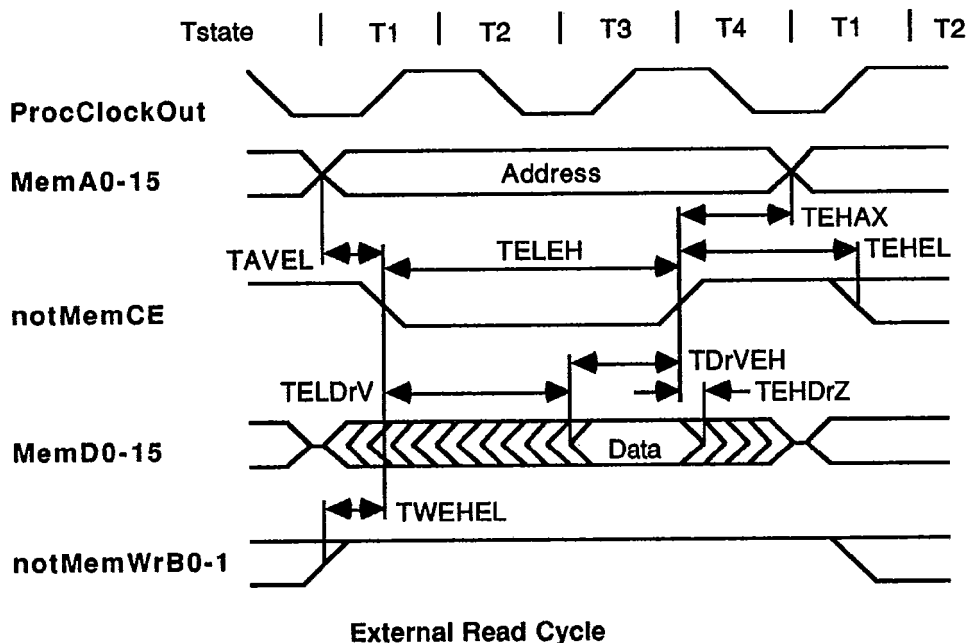 Tstate | T1 | T2 | T3 | T4 | T1 | T2
ProcClockOut
MemA0-15 Address
TEHAX
TAVEL TELEH TEHEL
notMemCE
TDrVEH
TELDrV TEHDrZ
MemD0-15 Data
TWEHEL
notMemWrB0-1
External Read Cycle